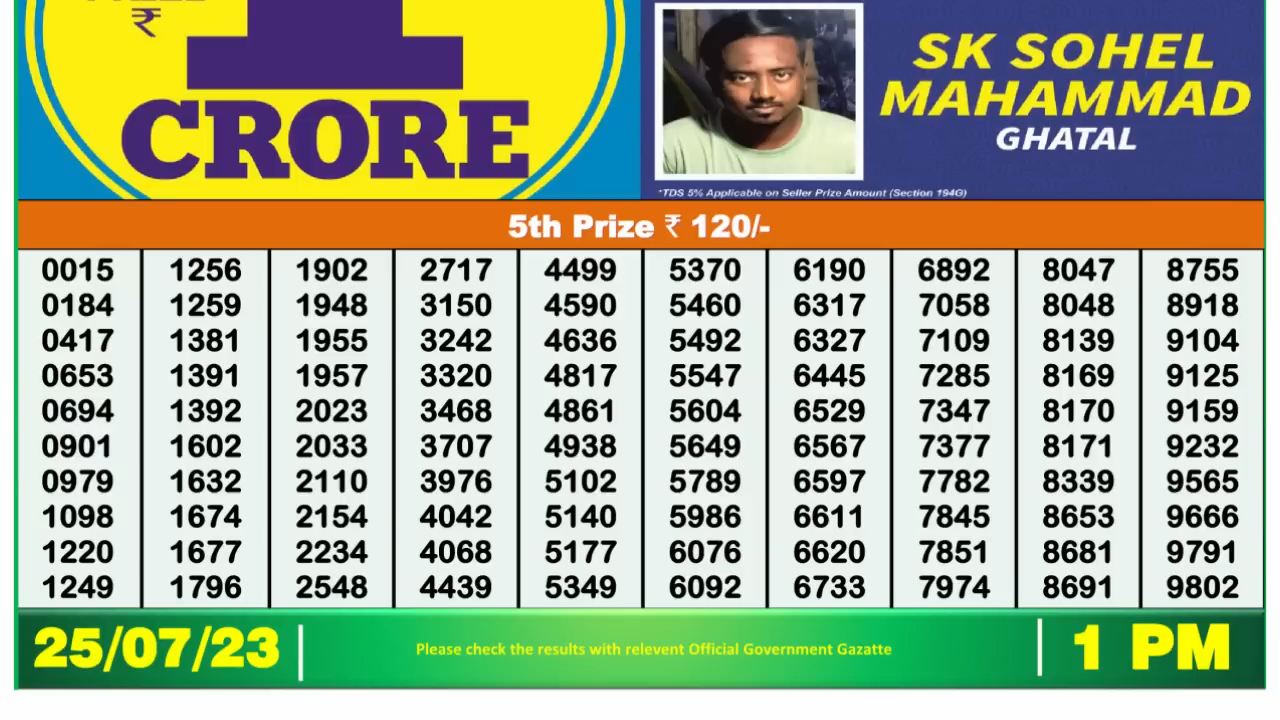 ₹
1
CRORE
SK SOHEL
MAHAMMAD
GHATAL
*TDS 5% Applicable on Seller Prize Amount (Section 194G)
5th Prize ₹ 120/-
0015 1256 1902 2717 4499 5370 6190 6892 8047 8755
0184 1259 1948 3150 4590 5460 6317 7058 8048 8918
0417 1381 1955 3242 4636 5492 6327 7109 8139 9104
0653 1391 1957 3320 4817 5547 6445 7285 8169 9125
0694 1392 2023 3468 4861 5604 6529 7347 8170 9159
0901 1602 2033 3707 4938 5649 6567 7377 8171 9232
0979 1632 2110 3976 5102 5789 6597 7782 8339 9565
1098 1674 2154 4042 5140 5986 6611 7845 8653 9666
1220 1677 2234 4068 5177 6076 6620 7851 8681 9791
1249 1796 2548 4439 5349 6092 6733 7974 8691 9802
25/07/23 Please check the results with relevent Official Government Gazatte 1 PM